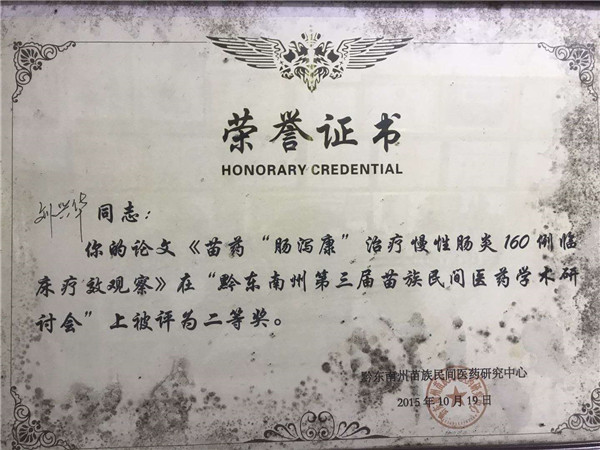 荣誉证书
HONORARY CREDENTIAL
刘兴华 同志：
你的论文《苗药“肠泻康”治疗慢性肠炎160例临
床疗效观察》在“黔东南州第三届苗族民间医药学术研
讨会”上被评为二等奖。
黔东南州苗族民间医药研究中心
2015年10月19日